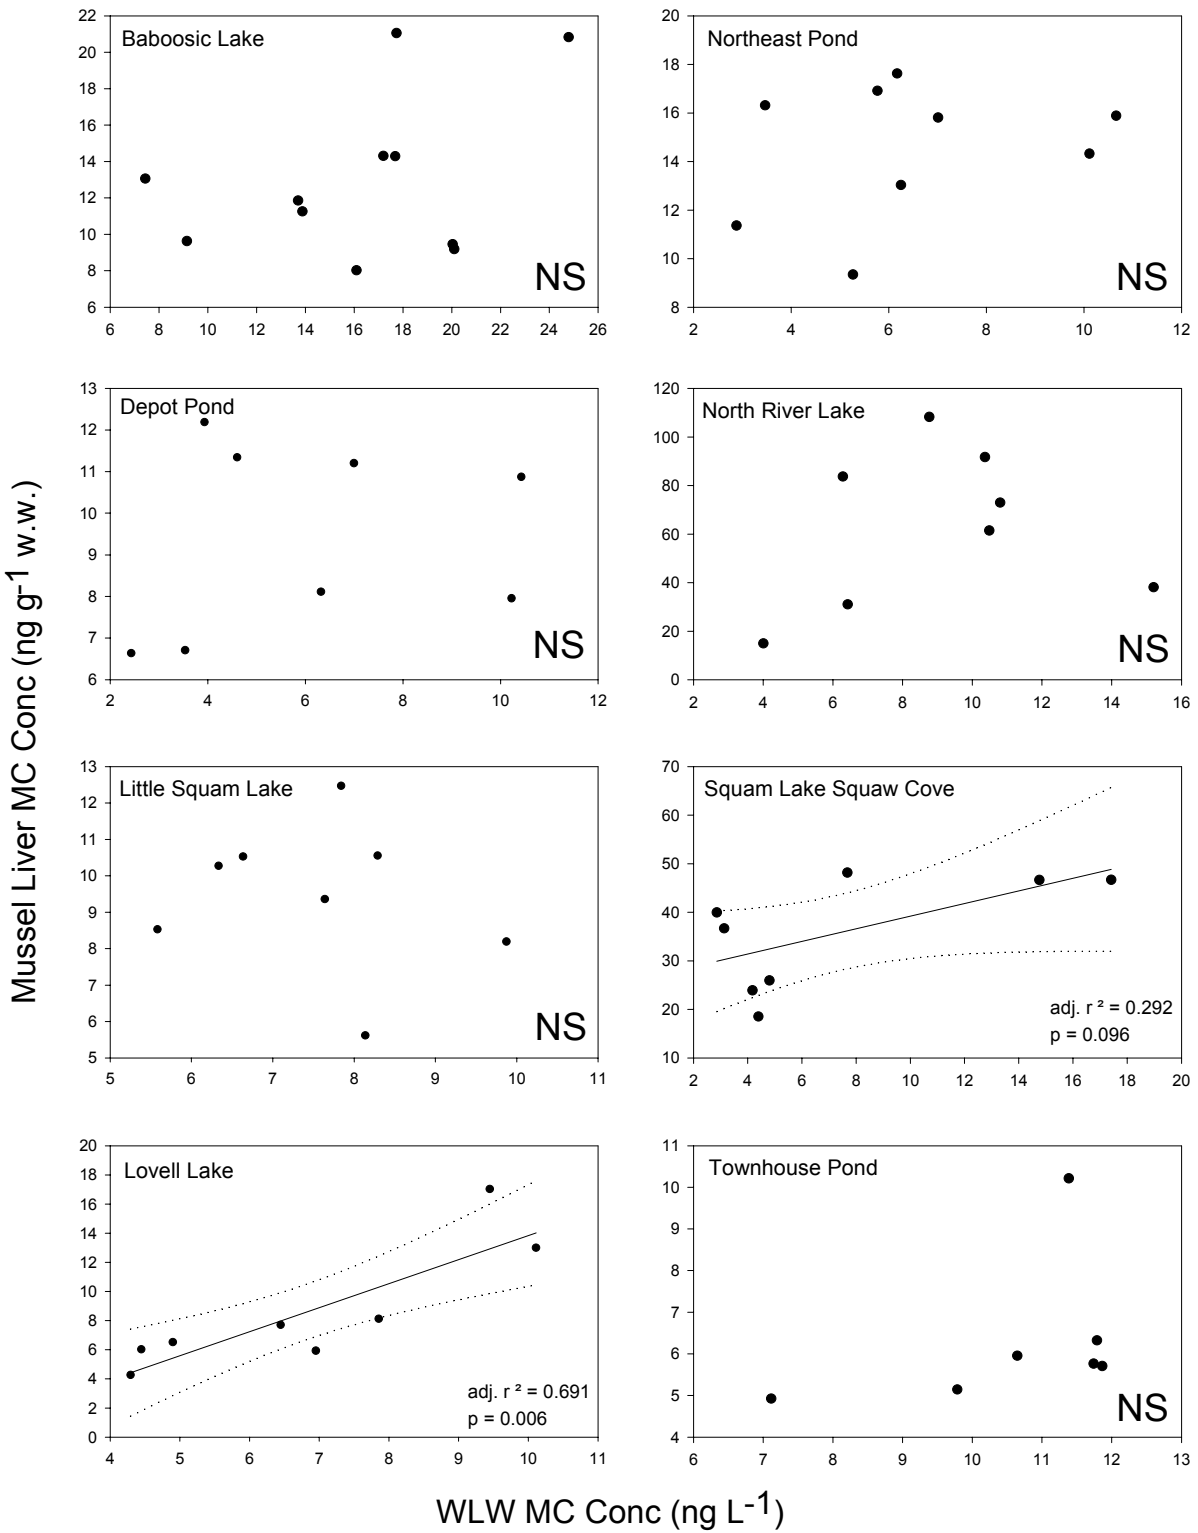 Mussel Liver MC Conc (ng g-1 w.w.)
Baboosic Lake
22
20
18
16
14
12
10
8
6
NS
6 8 10 12 14 16 18 20 22 24 26
Northeast Pond
20
18
16
14
12
10
8
NS
2 4 6 8 10 12
Depot Pond
13
12
11
10
9
8
7
6
NS
2 4 6 8 10 12
North River Lake
120
100
80
60
40
20
0
NS
2 4 6 8 10 12 14 16
Little Squam Lake
13
12
11
10
9
8
7
6
5
NS
5 6 7 8 9 10 11
Squam Lake Squaw Cove
70
60
50
40
30
20
10
adj. r ² = 0.292
p = 0.096
2 4 6 8 10 12 14 16 18 20
Lovell Lake
20
18
16
14
12
10
8
6
4
2
0
adj. r ² = 0.691
p = 0.006
4 5 6 7 8 9 10 11
Townhouse Pond
11
10
9
8
7
6
5
4
NS
6 7 8 9 10 11 12 13
WLW MC Conc (ng L-1)